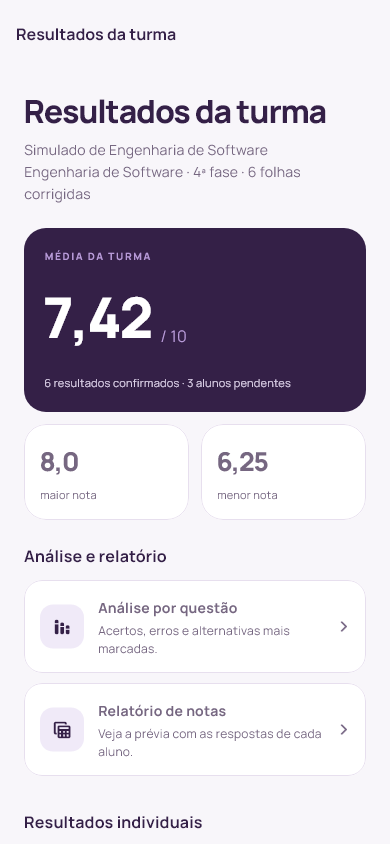 Resultados da turma
Resultados da turma
Simulado de Engenharia de Software
Engenharia de Software · 4ª fase · 6 folhas
corrigidas
MÉDIA DA TURMA
7,42 / 10
6 resultados confirmados · 3 alunos pendentes
8,0
maior nota
6,25
menor nota
Análise e relatório
Análise por questão
Acertos, erros e alternativas mais
marcadas.
Relatório de notas
Veja a prévia com as respostas de cada
aluno.
Resultados individuais